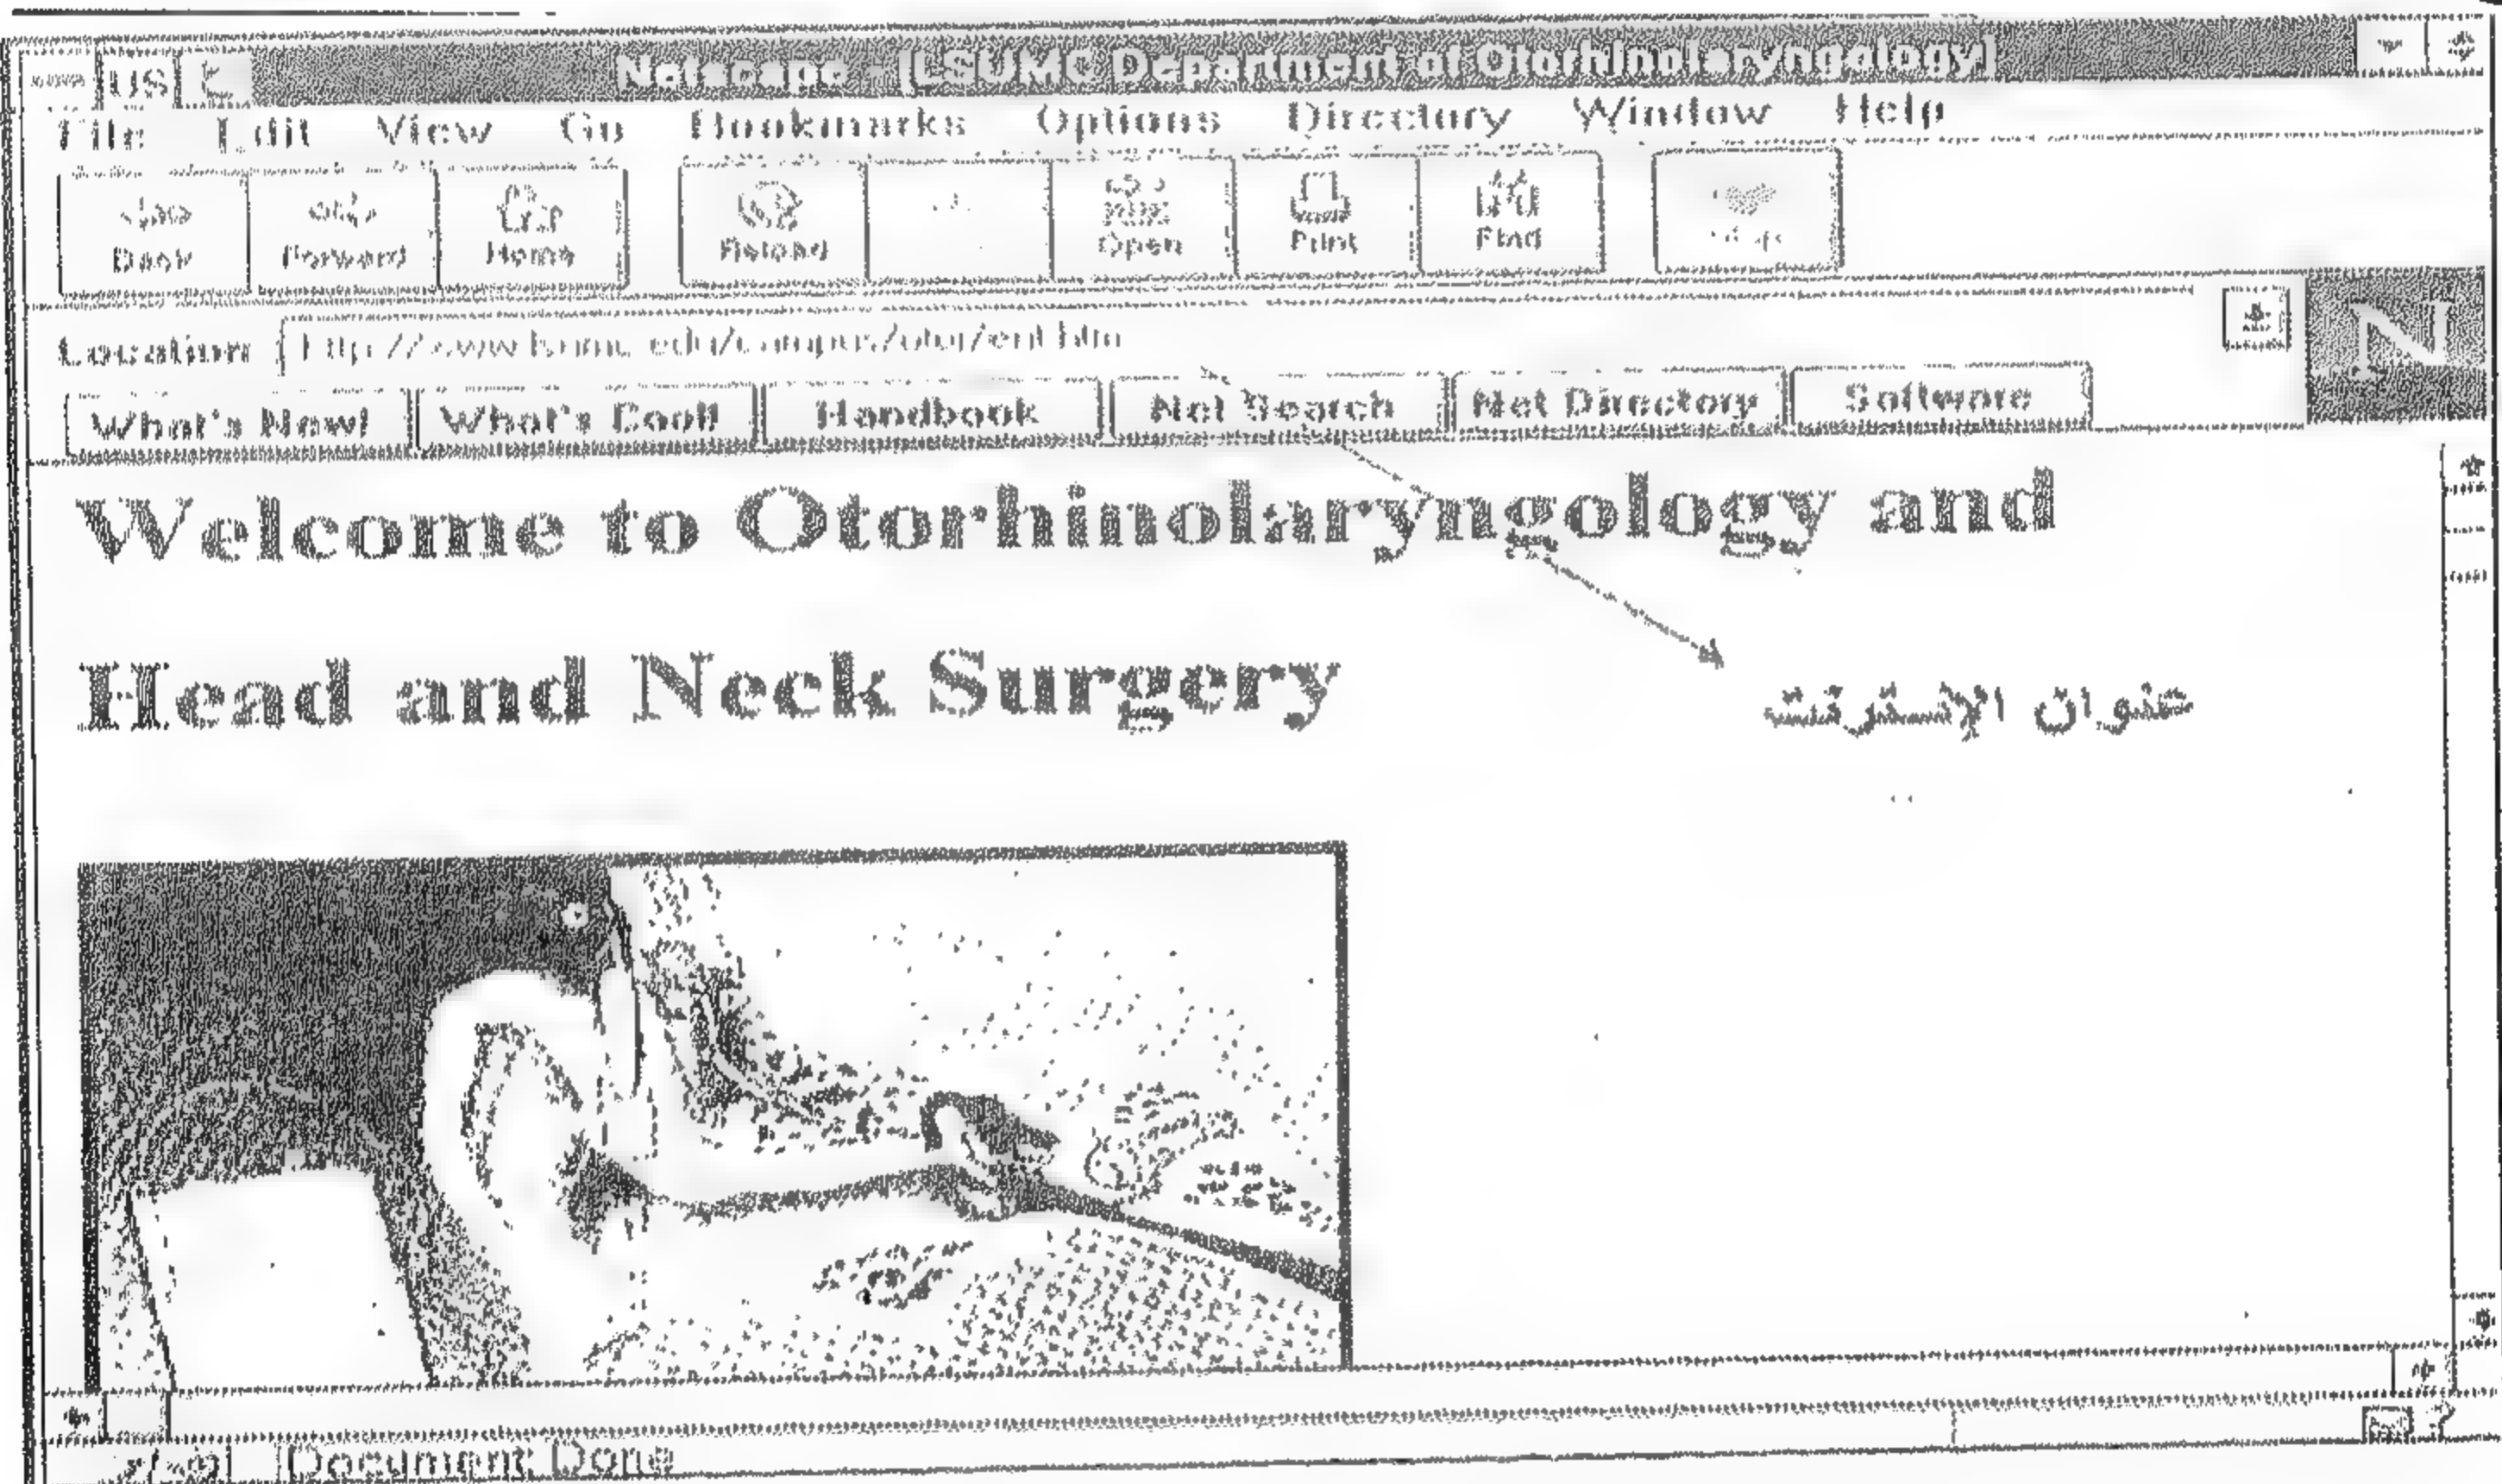 US
Netscape - [LSUMC Department of Otorhinolaryngology]
File Edit View Go Bookmarks Options Directory Window Help
Back Forward Home Reload Open Print Find
Location:
What's New! What's Cool! Handbook Net Search Net Directory Software
N
Welcome to Otorhinolaryngology and
Head and Neck Surgery
عنوان الإنترنت
Document: Done